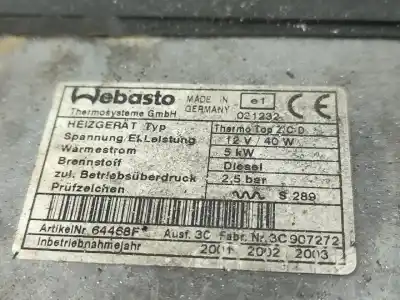 Webasto
MADE IN GERMANY
e1
CE
Thermosysteme GmbH
021232
HEIZGERÄT Typ
Thermo Top Z/C-D
Spannung/El.Leistung
12 V / 40 W
Wärmestrom
5 kW
Brennstoff
Diesel
zul. Betriebsüberdruck
2,5 bar
Prüfzeichen
S 289
ArtikelNr. 64468F* Ausf. 3C Fabr. Nr. 3C 907272
Inbetriebnahmejahr
2001 2002 2003